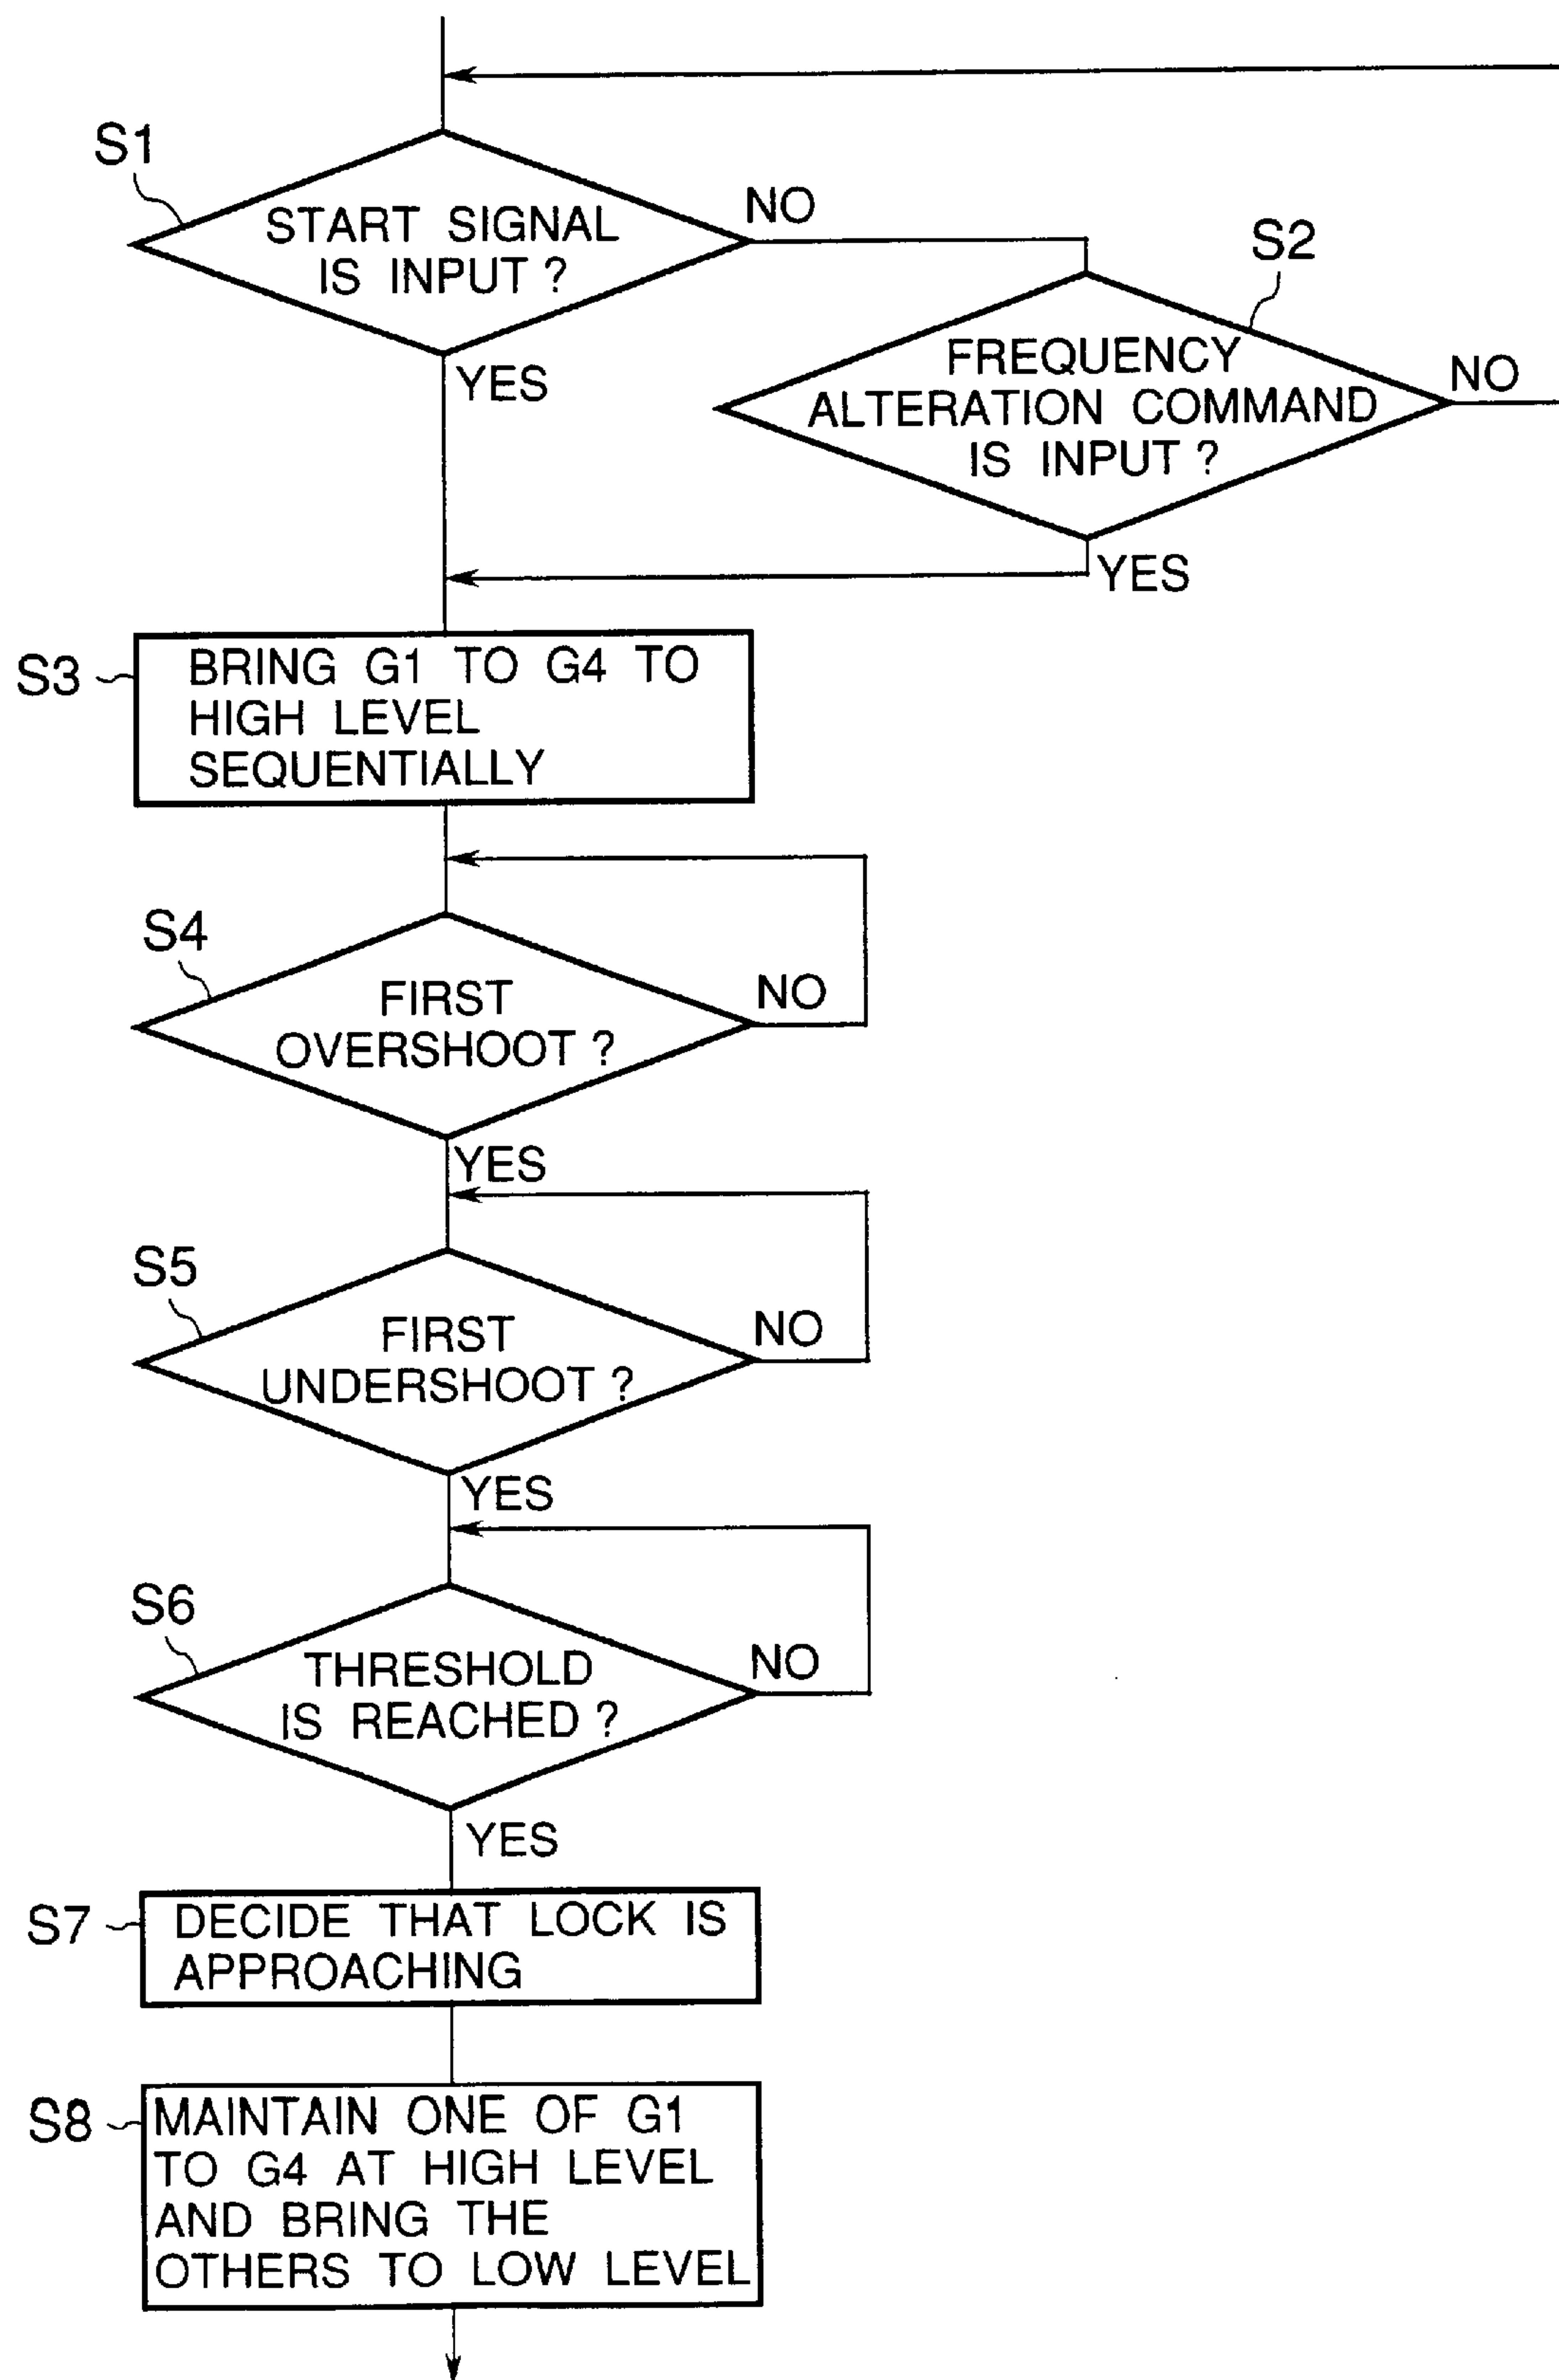 S1
START SIGNAL
IS INPUT ?
NO
YES
S2
FREQUENCY
ALTERATION COMMAND
IS INPUT ?
NO
YES
S3
BRING G1 TO G4 TO
HIGH LEVEL
SEQUENTIALLY
S4
FIRST
OVERSHOOT ?
NO
YES
S5
FIRST
UNDERSHOOT ?
NO
YES
S6
THRESHOLD
IS REACHED ?
NO
YES
S7
DECIDE THAT LOCK IS
APPROACHING
S8
MAINTAIN ONE OF G1
TO G4 AT HIGH LEVEL
AND BRING THE
OTHERS TO LOW LEVEL